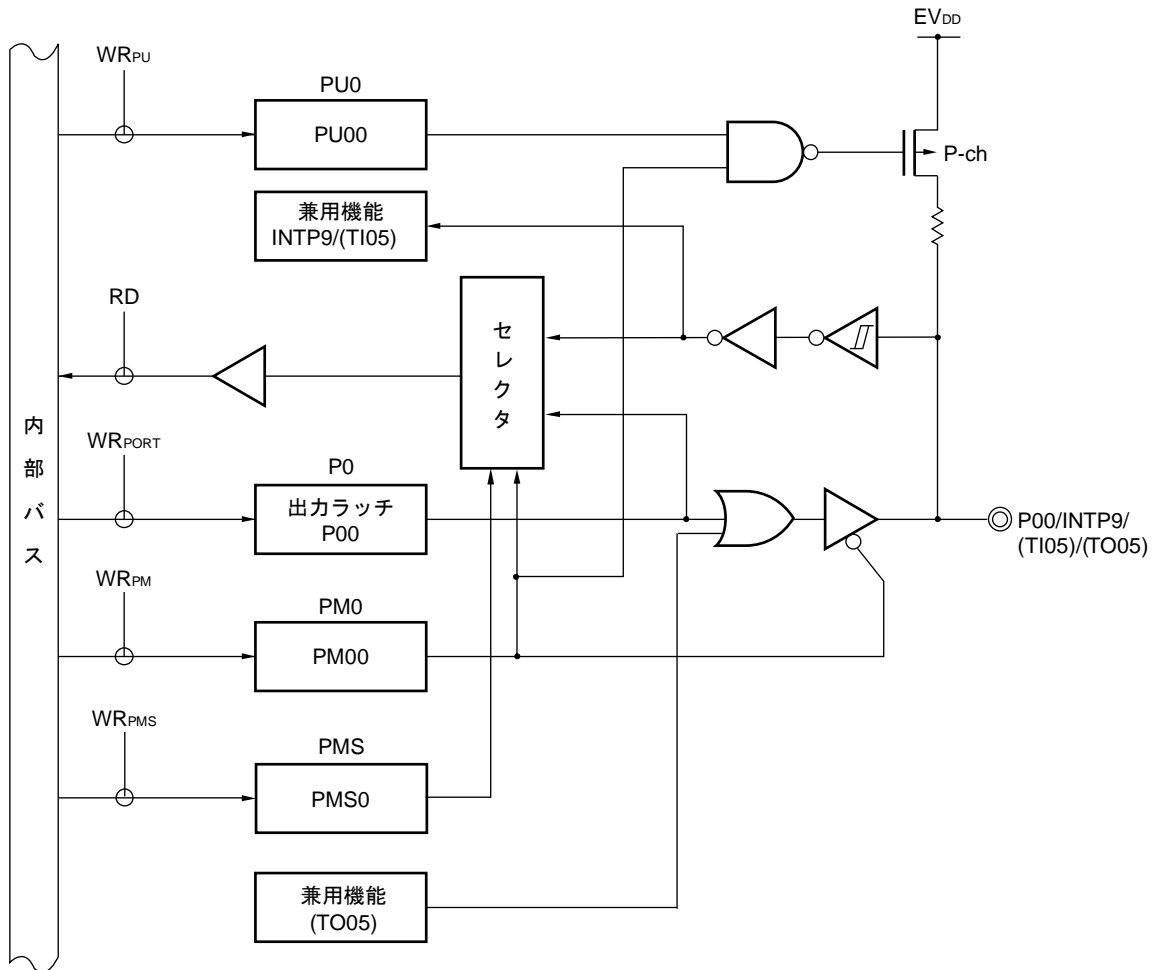 EVDD
WRPU
PU0
PU00
P-ch
兼用機能
INTP9/(TI05)
RD
セレクタ
内部バス
WRPORT
P0
出力ラッチ
P00
P00/INTP9/
(TI05)/(TO05)
WRPM
PM0
PM00
WRPMS
PMS
PMS0
兼用機能
(TO05)